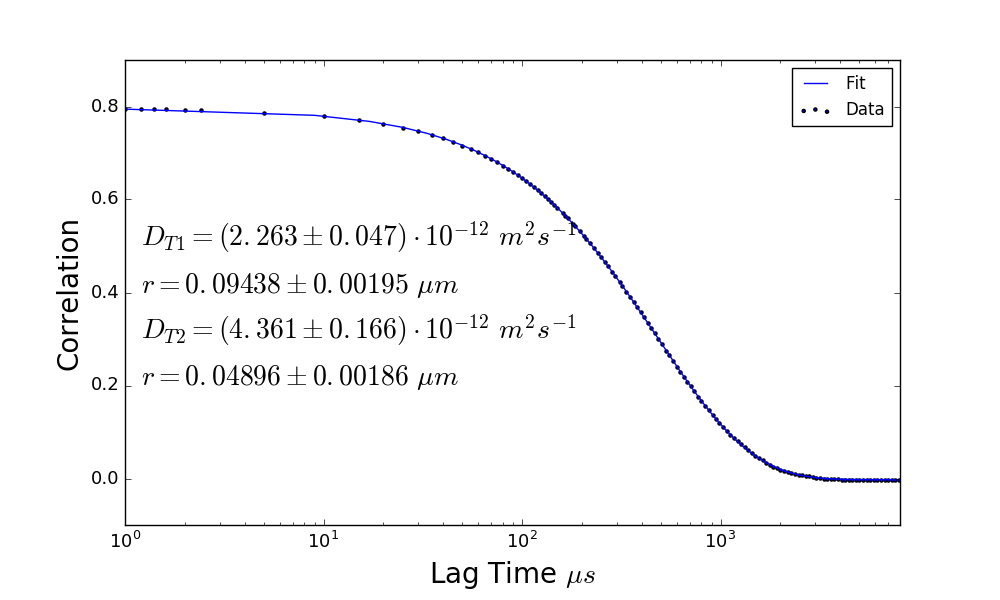 Fit
Data
0.8
0.6
0.4
0.2
0.0
Correlation
D_{T1} = (2.263 ± 0.047) · 10^{-12} m^2s^{-1}
r = 0.09438 ± 0.00195 μm
D_{T2} = (4.361 ± 0.166) · 10^{-12} m^2s^{-1}
r = 0.04896 ± 0.00186 μm
10^0 10^1 10^2 10^3
Lag Time μs